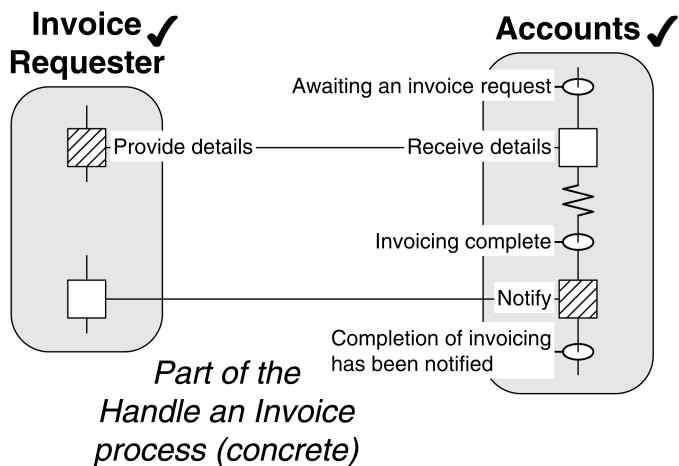 Invoice ✓
Requester
Accounts ✓
Awaiting an invoice request
Provide details
Receive details
Invoicing complete
Notify
Completion of invoicing
has been notified
Part of the
Handle an Invoice
process (concrete)